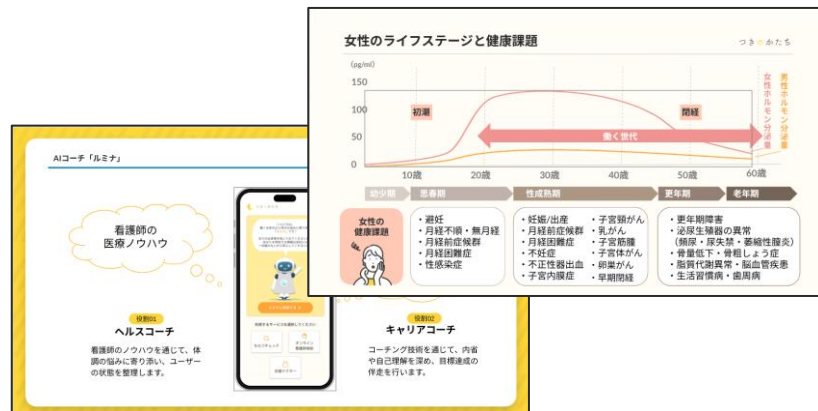 女性のライフステージと健康課題
つき かたち
(pg/ml)
150
100
50
0
初潮
閉経
働く世代
女性ホルモン分泌量
男性ホルモン分泌量
10歳
20歳
30歳
40歳
50歳
60歳
幼少期
思春期
性成熟期
更年期
老年期
女性の
健康課題
・避妊
・月経不順・無月経
・月経前症候群
・月経困難症
・性感染症
・妊娠/出産
・月経前症候群
・月経困難症
・不妊症
・不正性器出血
・子宮内膜症
・子宮頸がん
・乳がん
・子宮筋腫
・子宮体がん
・卵巣がん
・早期閉経
・更年期障害
・泌尿生殖器の異常
(頻尿・尿失禁・萎縮性膣炎)
・骨量低下・骨粗しょう症
・脂質代謝異常・脳血管疾患
・生活習慣病・歯周病
AIコーチ「ルミナ」
看護師の
医療ノウハウ
役割01
ヘルスコーチ
看護師のノウハウを通じて、体
調の悩みに寄り添い、ユーザー
の状態を整理します。
役割02
キャリアコーチ
コーチング技術を通じて、内省
や自己理解を深め、目標達成の
伴走を行います。